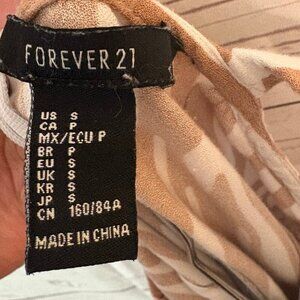 FOREVER 21
US S
CA P
MX/ECU P
BR P
EU S
UK S
KR S
JP S
CN 160/84A
MADE IN CHINA